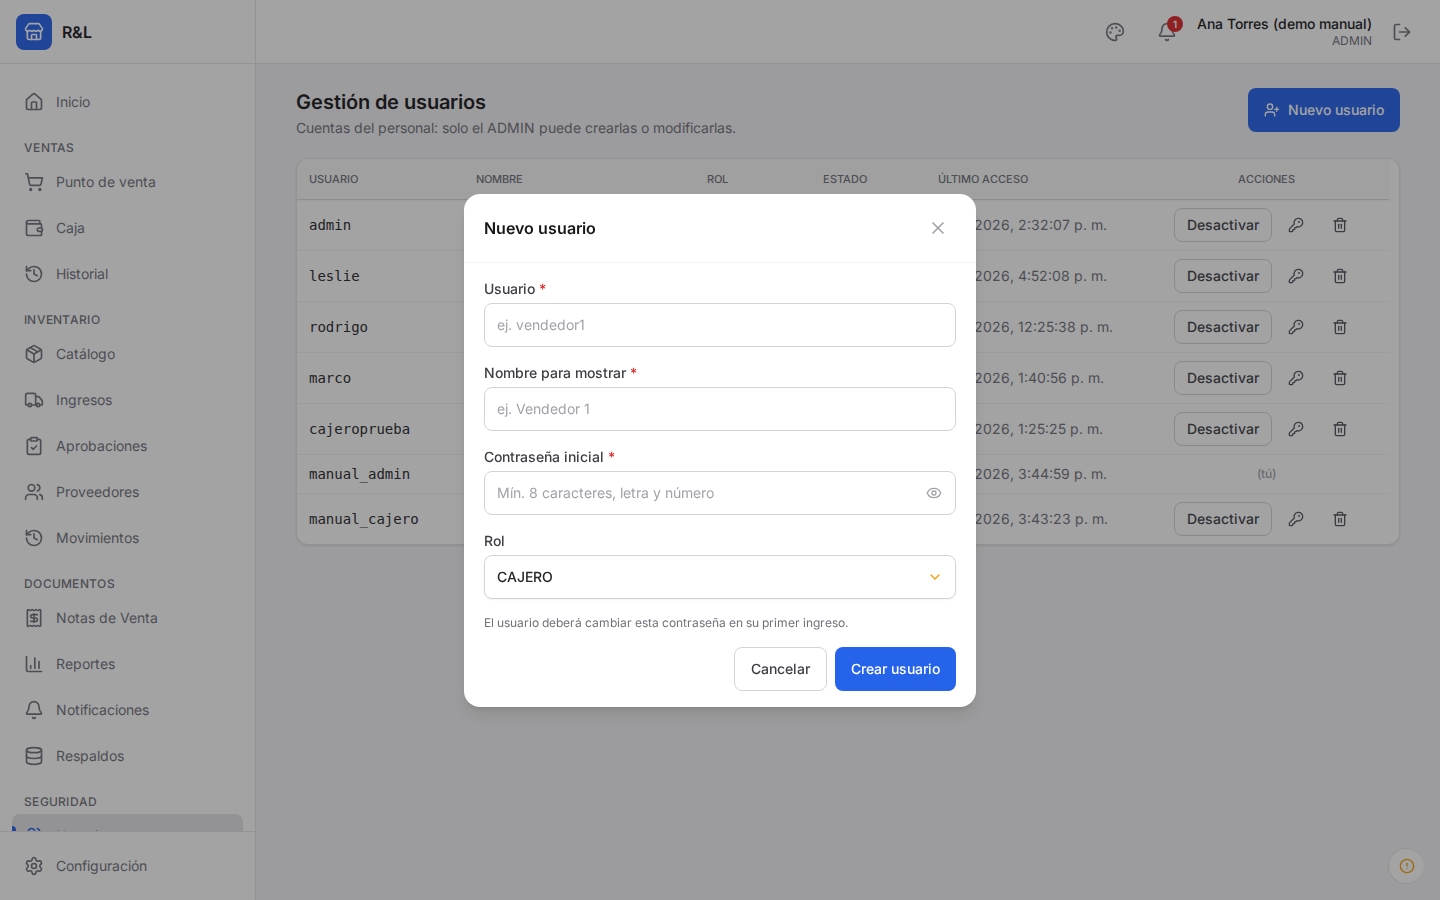 R&L
1
Ana Torres (demo manual)
ADMIN
Inicio
VENTAS
Punto de venta
Caja
Historial
INVENTARIO
Catálogo
Ingresos
Aprobaciones
Proveedores
Movimientos
DOCUMENTOS
Notas de Venta
Reportes
Notificaciones
Respaldos
SEGURIDAD
Configuración
Gestión de usuarios
Cuentas del personal: solo el ADMIN puede crearlas o modificarlas.
Nuevo usuario
USUARIO NOMBRE ROL ESTADO ÚLTIMO ACCESO ACCIONES
admin 2026, 2:32:07 p. m. Desactivar
leslie 2026, 4:52:08 p. m. Desactivar
rodrigo 2026, 12:25:38 p. m. Desactivar
marco 2026, 1:40:56 p. m. Desactivar
cajeroprueba 2026, 1:25:25 p. m. Desactivar
manual_admin 2026, 3:44:59 p. m. (tú)
manual_cajero 2026, 3:43:23 p. m. Desactivar
Nuevo usuario
Usuario *
ej. vendedor1
Nombre para mostrar *
ej. Vendedor 1
Contraseña inicial *
Mín. 8 caracteres, letra y número
Rol
CAJERO
El usuario deberá cambiar esta contraseña en su primer ingreso.
Cancelar
Crear usuario